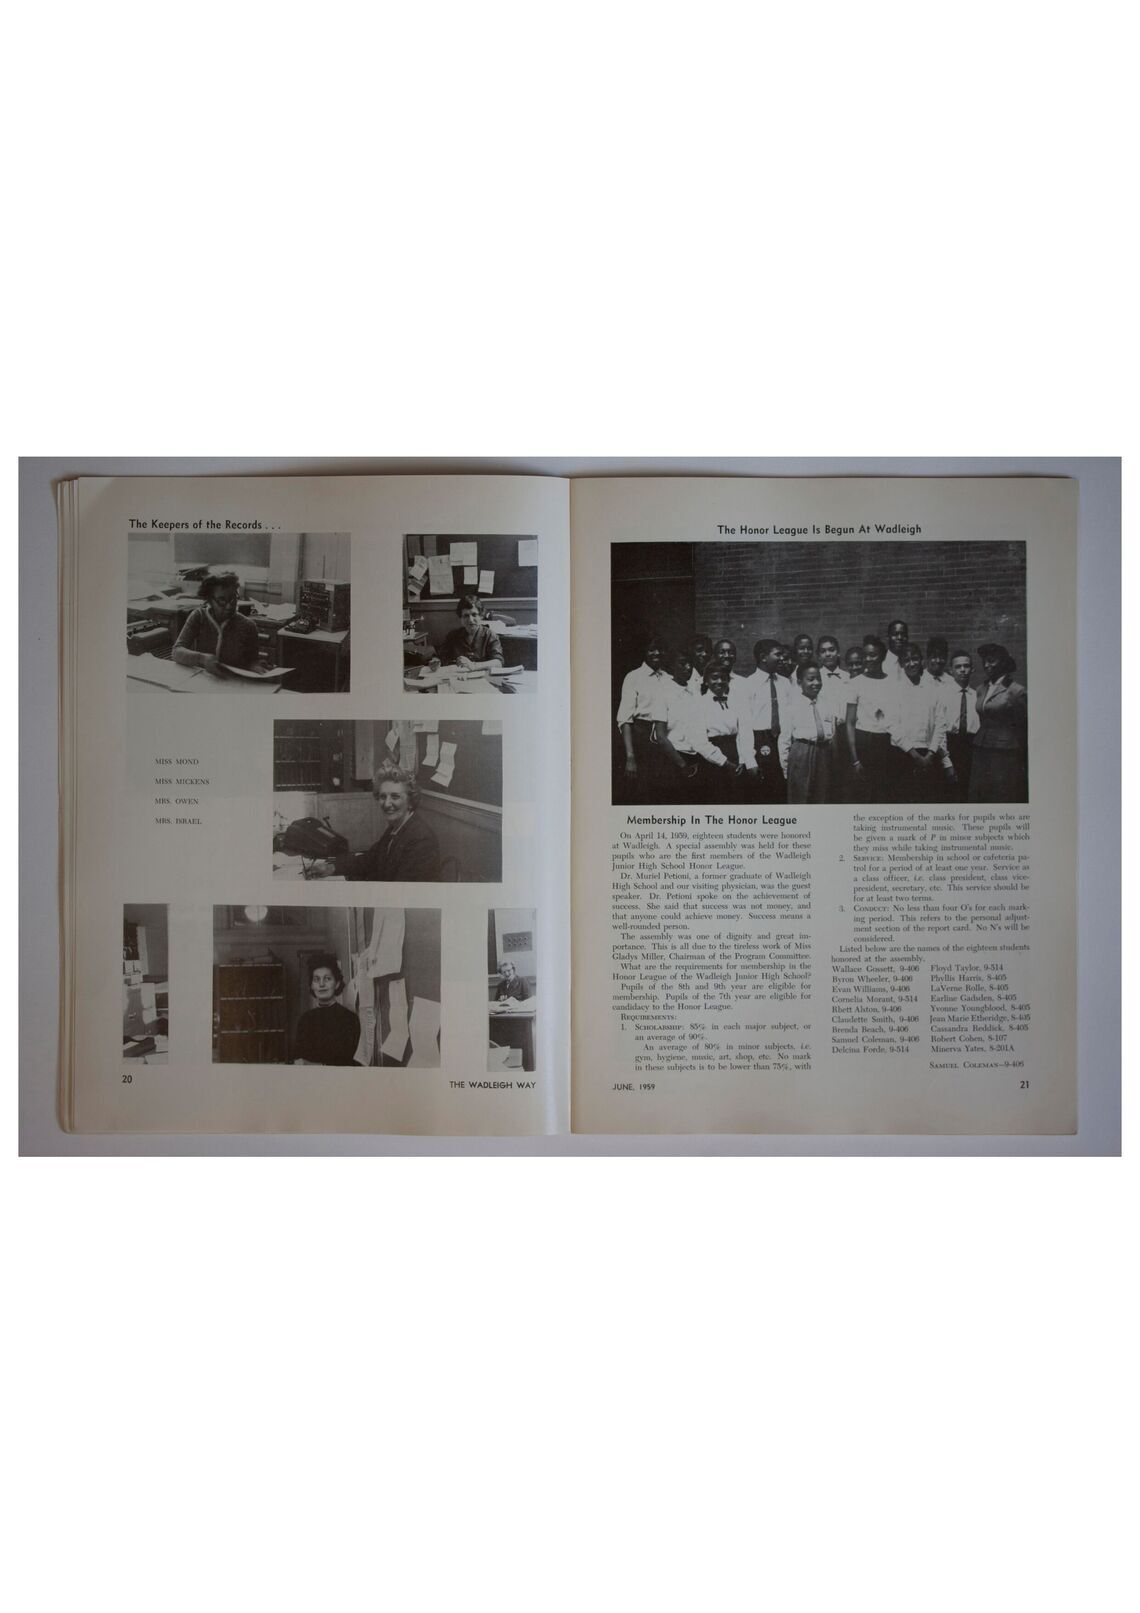 The Keepers of the Records . . .
MISS MOND
MISS MICKENS
MRS. OWEN
MRS. ISRAEL
20
THE WADLEIGH WAY
The Honor League Is Begun At Wadleigh
Membership In The Honor League
On April 14, 1959, eighteen students were honored
at Wadleigh. A special assembly was held for these
pupils who are the first members of the Wadleigh
Junior High School Honor League.
Dr. Muriel Petioni, a former graduate of Wadleigh
High School and our visiting physician, was the guest
speaker. Dr. Petioni spoke on the achievement of
success. She said that success was not money, and
that anyone could achieve money. Success means a
well-rounded person.
The assembly was one of dignity and great im-
portance. This is all due to the tireless work of Miss
Gladys Miller, Chairman of the Program Committee.
What are the requirements for membership in the
Honor League of the Wadleigh Junior High School?
Pupils of the 8th and 9th year are eligible for
membership. Pupils of the 7th year are eligible for
candidacy to the Honor League.
REQUIREMENTS:
1. SCHOLARSHIP: 85% in each major subject, or
an average of 90%.
An average of 80% in minor subjects, i.e.
gym, hygiene, music, art, shop, etc. No mark
in these subjects is to be lower than 75%, with
the exception of the marks for pupils who are
taking instrumental music. These pupils will
be given a mark of P in minor subjects which
they miss while taking instrumental music.
2. SERVICE: Membership in school or cafeteria pa-
trol for a period of at least one year. Service as
a class officer, i.e. class president, class vice-
president, secretary, etc. This service should be
for at least two terms.
3. CONDUCT: No less than four O's for each mark-
ing period. This refers to the personal adjust-
ment section of the report card. No N's will be
considered.
Listed below are the names of the eighteen students
honored at the assembly.
Wallace Gossett, 9-406
Byron Wheeler, 9-406
Evan Williams, 9-406
Cornelia Morant, 9-514
Rhett Alston, 9-406
Claudette Smith, 9-406
Brenda Beach, 9-406
Samuel Coleman, 9-406
Delcina Forde, 9-514
Floyd Taylor, 9-514
Phyllis Harris, 8-405
LaVerne Bolle, 8-405
Earline Gadsden, 8-405
Yvonne Youngblood, 8-405
Jean Marie Etheridge, 8-405
Cassandra Reddick, 8-405
Robert Cohen, 8-107
Minerva Yates, 8-201A
SAMUEL COLEMAN—9-406
JUNE, 1959
21